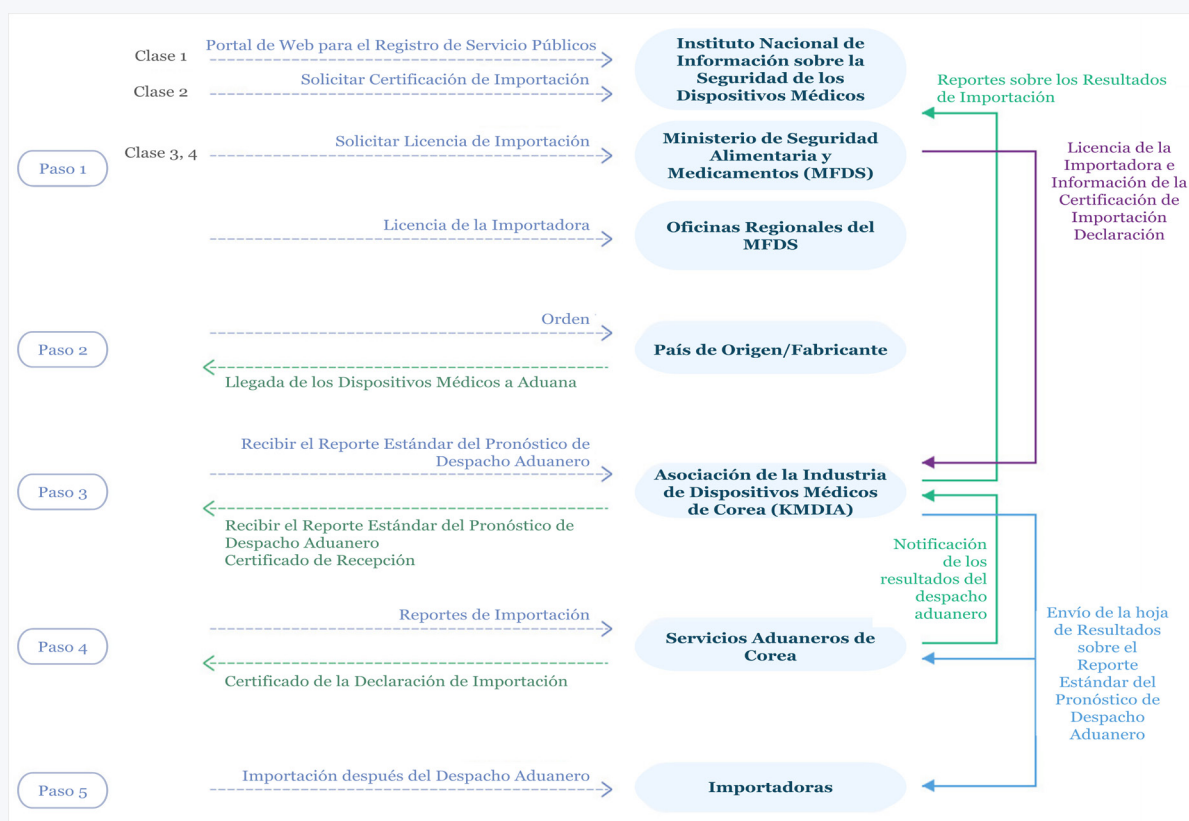 Clase 1
Portal de Web para el Registro de Servicio Públicos
Clase 2
Solicitar Certificación de Importación
Instituto Nacional de
Información sobre la
Seguridad de los
Dispositivos Médicos
Reportes sobre los Resultados
de Importación
Paso 1
Clase 3, 4
Solicitar Licencia de Importación
Ministerio de Seguridad
Alimentaria y
Medicamentos (MFDS)
Licencia de la
Importadora e
Información de la
Certificación de
Importación
Declaración
Licencia de la Importadora
Oficinas Regionales del
MFDS
Paso 2
Orden
País de Origen/Fabricante
Llegada de los Dispositivos Médicos a Aduana
Paso 3
Recibir el Reporte Estándar del Pronóstico de
Despacho Aduanero
Asociación de la Industria
de Dispositivos Médicos
de Corea (KMDIA)
Recibir el Reporte Estándar del Pronóstico de
Despacho Aduanero
Certificado de Recepción
Notificación
de los
resultados del
despacho
aduanero
Paso 4
Reportes de Importación
Servicios Aduaneros de
Corea
Certificado de la Declaración de Importación
Envío de la hoja
de Resultados
sobre el
Reporte
Estándar del
Pronóstico de
Despacho
Aduanero
Paso 5
Importación después del Despacho Aduanero
Importadoras